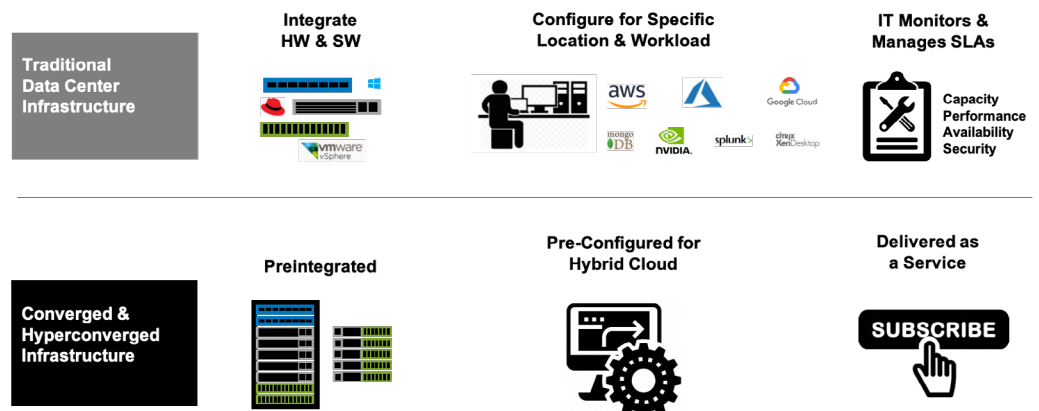 Traditional
Data Center
Infrastructure
Integrate
HW & SW
vmware
vSphere
Configure for Specific
Location & Workload
aws
Google Cloud
mongo
DB
NVIDIA.
splunk>
citrix
XenDesktop
IT Monitors &
Manages SLAs
Capacity
Performance
Availability
Security
Converged &
Hyperconverged
Infrastructure
Preintegrated
Pre-Configured for
Hybrid Cloud
Delivered as
a Service
SUBSCRIBE